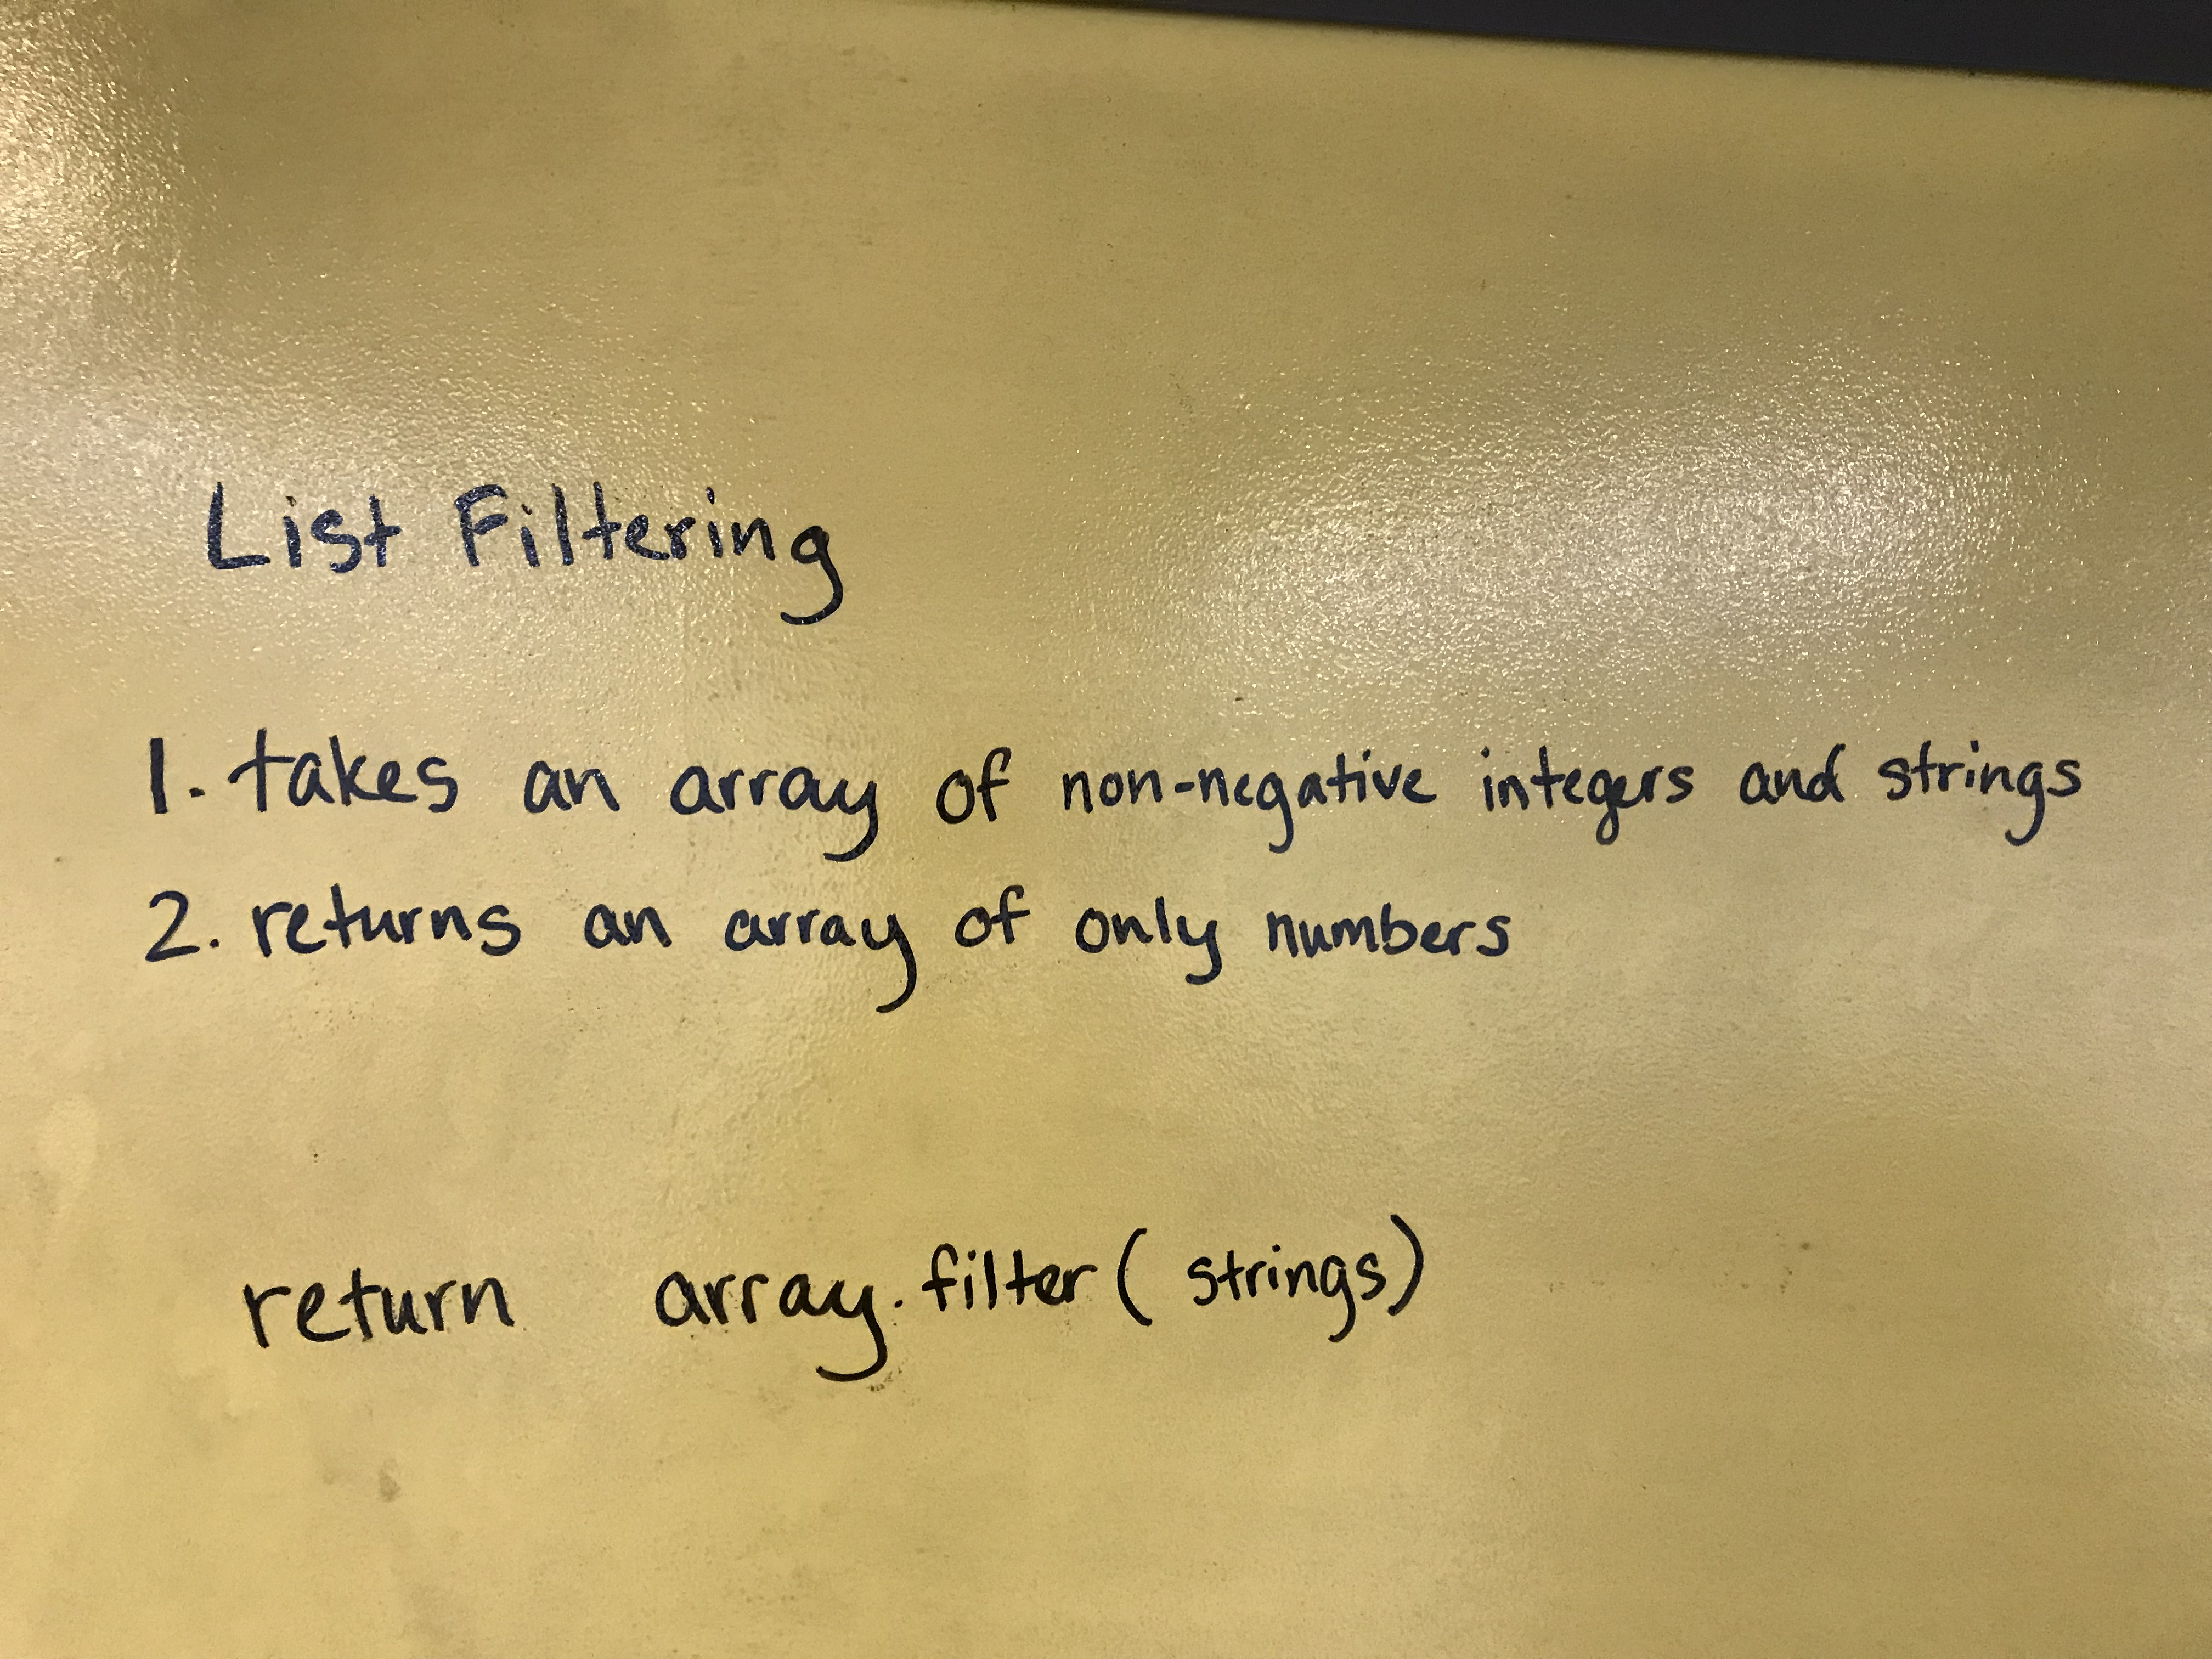 List Filtering
1. takes an array of non-negative integers and strings
2. returns an array of only numbers
return array.filter( strings)